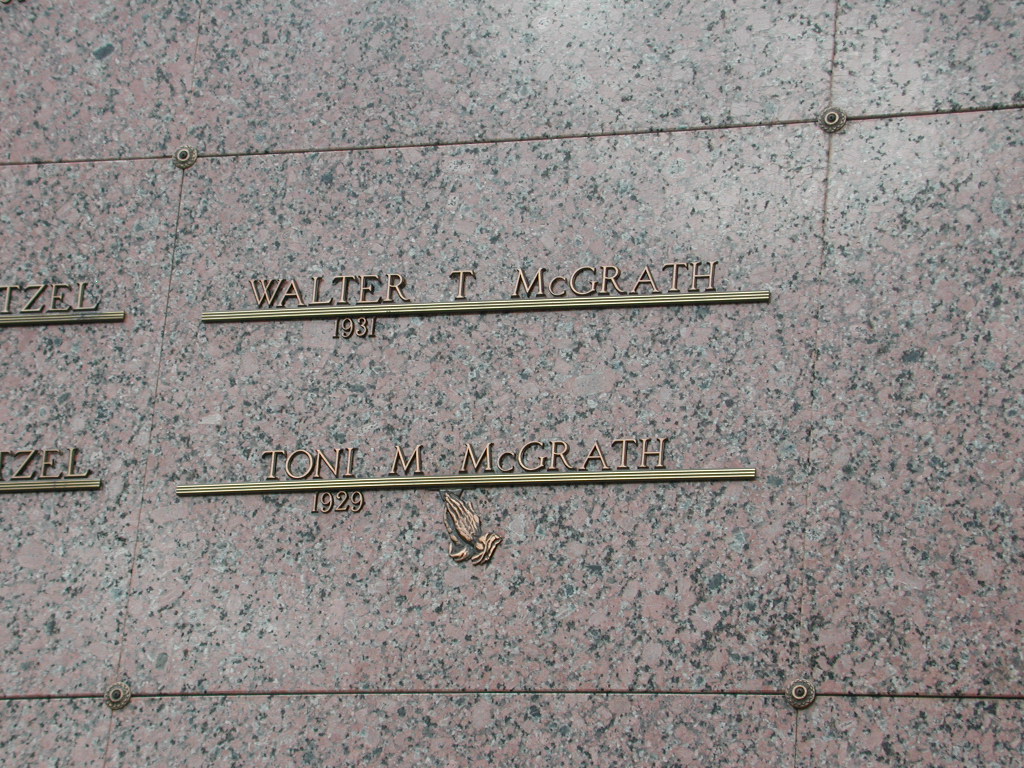 TZEL
WALTER T McGRATH
1931
TZEL
TONI M McGRATH
1929